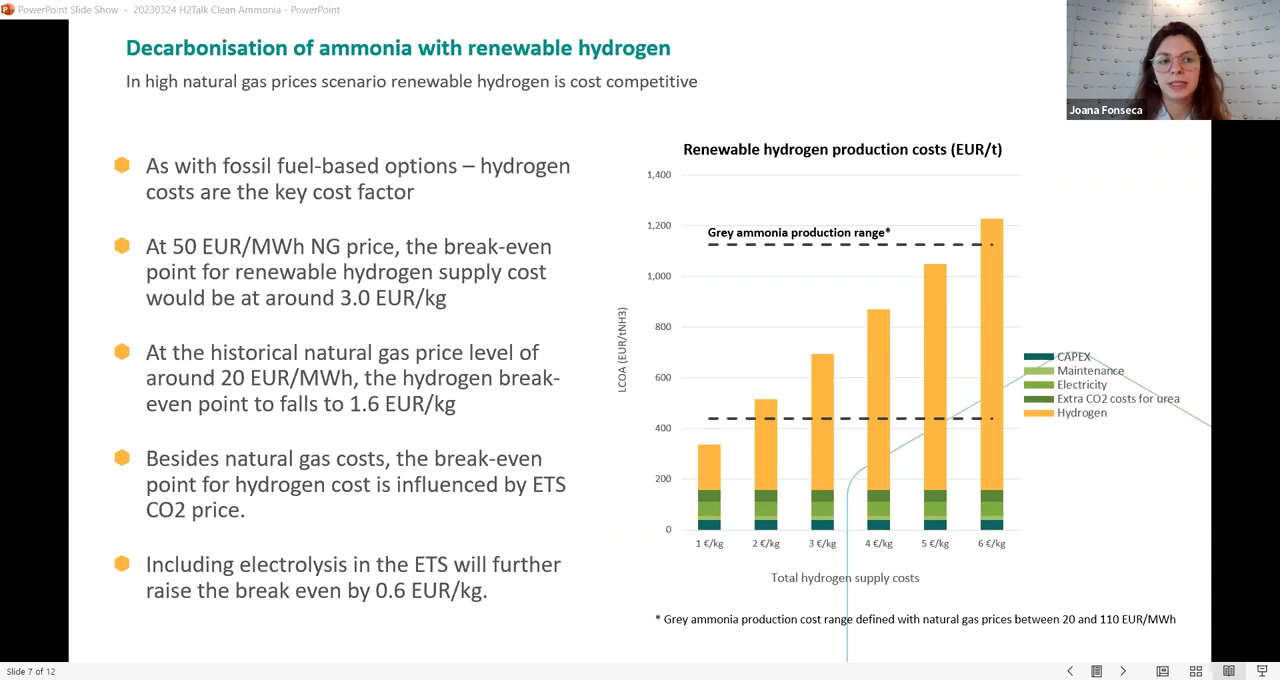 PowerPoint Slide Show - 20230324 H2Talk Clean Ammonia - PowerPoint
Decarbonisation of ammonia with renewable hydrogen
In high natural gas prices scenario renewable hydrogen is cost competitive
Joana Fonseca
As with fossil fuel-based options – hydrogen
costs are the key cost factor
At 50 EUR/MWh NG price, the break-even
point for renewable hydrogen supply cost
would be at around 3.0 EUR/kg
At the historical natural gas price level of
around 20 EUR/MWh, the hydrogen break-
even point to falls to 1.6 EUR/kg
Besides natural gas costs, the break-even
point for hydrogen cost is influenced by ETS
CO2 price.
Including electrolysis in the ETS will further
raise the break even by 0.6 EUR/kg.
Renewable hydrogen production costs (EUR/t)
1,400
1,200
1,000
800
600
400
200
0
LCOA (EUR/tNH3)
Grey ammonia production range*
1 €/kg 2 €/kg 3 €/kg 4 €/kg 5 €/kg 6 €/kg
Total hydrogen supply costs
CAPEX
Maintenance
Electricity
Extra CO2 costs for urea
Hydrogen
* Grey ammonia production cost range defined with natural gas prices between 20 and 110 EUR/MWh
Slide 7 of 12